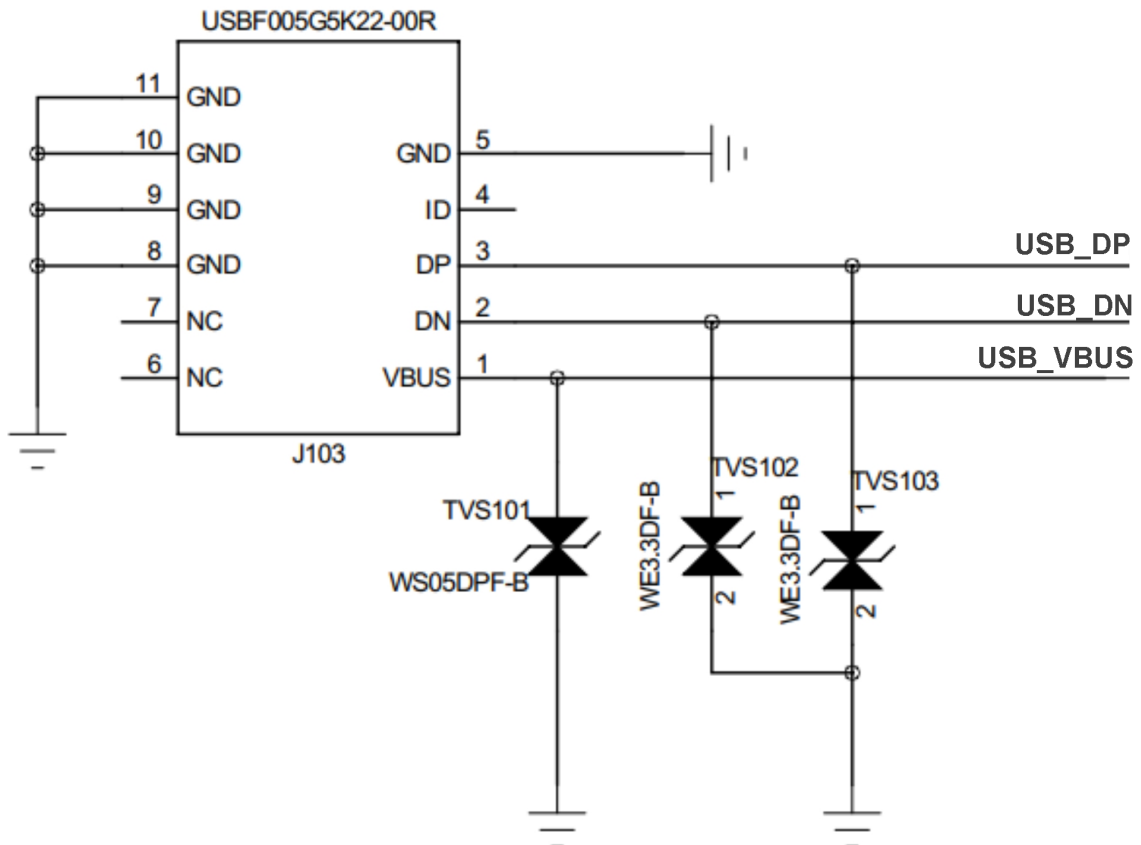 USBF005G5K22-00R
11 GND
10 GND
GND 5
9 GND
ID 4
8 GND
DP 3
USB_DP
7 NC
DN 2
USB_DN
6 NC
VBUS 1
USB_VBUS
J103
TVS101
WS05DPF-B
TVS102
1
WE3.3DF-B
2
TVS103
1
WE3.3DF-B
2